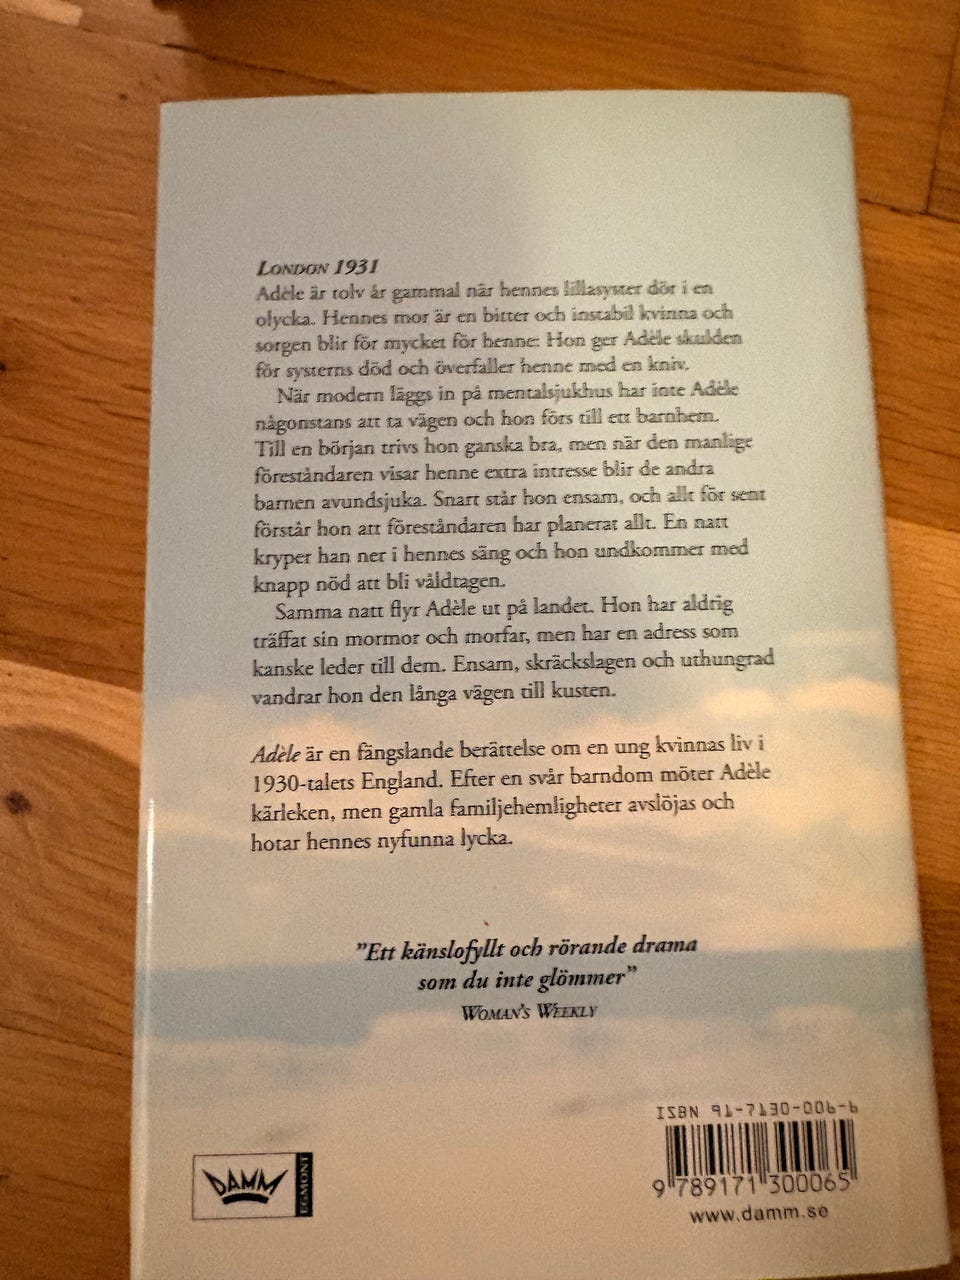 LONDON 1931
Adèle är tolv år gammal när hennes lillasyster dör i en
olycka. Hennes mor är en bitter och instabil kvinna och
sorgen blir för mycket för henne: Hon ger Adèle skulden
för systerns död och överfaller henne med en kniv.
När modern läggs in på mentalsjukhus har inte Adèle
någonstans att ta vägen och hon förs till ett barnhem.
Till en början trivs hon ganska bra, men när den manlige
föreståndaren visar henne extra intresse blir de andra
barnen avundsjuka. Snart står hon ensam, och allt för sent
förstår hon att föreståndaren har planerat allt. En natt
kryper han ner i hennes säng och hon undkommer med
knapp nöd att bli våldtagen.
Samma natt flyr Adèle ut på landet. Hon har aldrig
träffat sin mormor och morfar, men har en adress som
kanske leder till dem. Ensam, skräckslagen och uthungrad
vandrar hon den långa vägen till kusten.
Adèle är en fängslande berättelse om en ung kvinnas liv i
1930-talets England. Efter en svår barndom möter Adèle
kärleken, men gamla familjehemligheter avslöjas och
hotar hennes nyfunna lycka.
"Ett känslofyllt och rörande drama
som du inte glömmer"
WOMAN'S WEEKLY
ISBN 91-7130-006-6
9 789171 300065
www.damm.se
DAMM
EGMONT